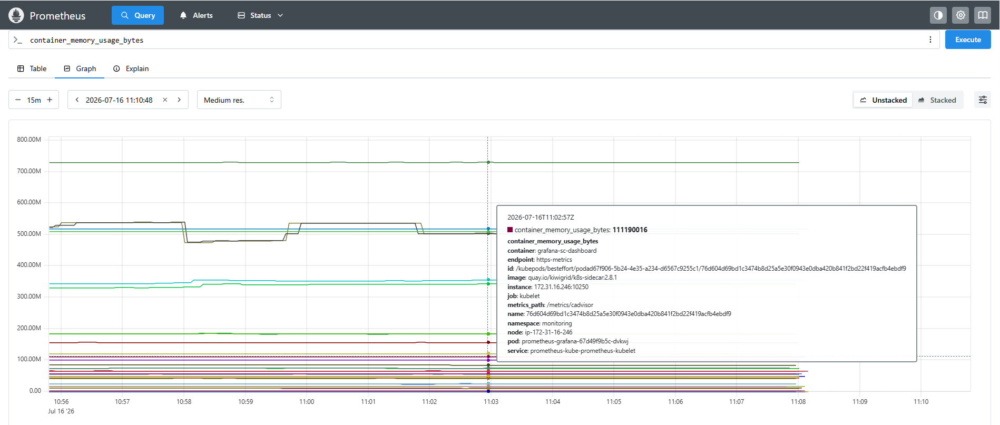 Prometheus
Query
Alerts
Status
container_memory_usage_bytes
Execute
Table
Graph
Explain
15m
2026-07-16 11:10:48
Medium res.
Unstacked
Stacked
800.00M
700.00M
600.00M
500.00M
400.00M
300.00M
200.00M
100.00M
0.00
2026-07-16T11:02:57Z
container_memory_usage_bytes: 111190016
container_memory_usage_bytes
container: grafana-sc-dashboard
endpoint: https-metrics
id: /kubepods/besteffort/podad67f906-5b24-4e35-a234-d6567c9255c1/76d604d69bd1c3474b8d25a5e30f0943e0dba420b841f2bd22f419acfb4ebdf9
image: quay.io/kiwigrid/k8s-sidecar:2.8.1
instance: 172.31.16.246:10250
job: kubelet
metrics_path: /metrics/cadvisor
name: 76d604d69bd1c3474b8d25a5e30f0943e0dba420b841f2bd22f419acfb4ebdf9
namespace: monitoring
node: ip-172-31-16-246
pod: prometheus-grafana-67d49f9b5c-dvkwj
service: prometheus-kube-prometheus-kubelet
10:56 10:57 10:58 10:59 11:00 11:01 11:02 11:03 11:04 11:05 11:06 11:07 11:08 11:09 11:10
Jul 16 '26